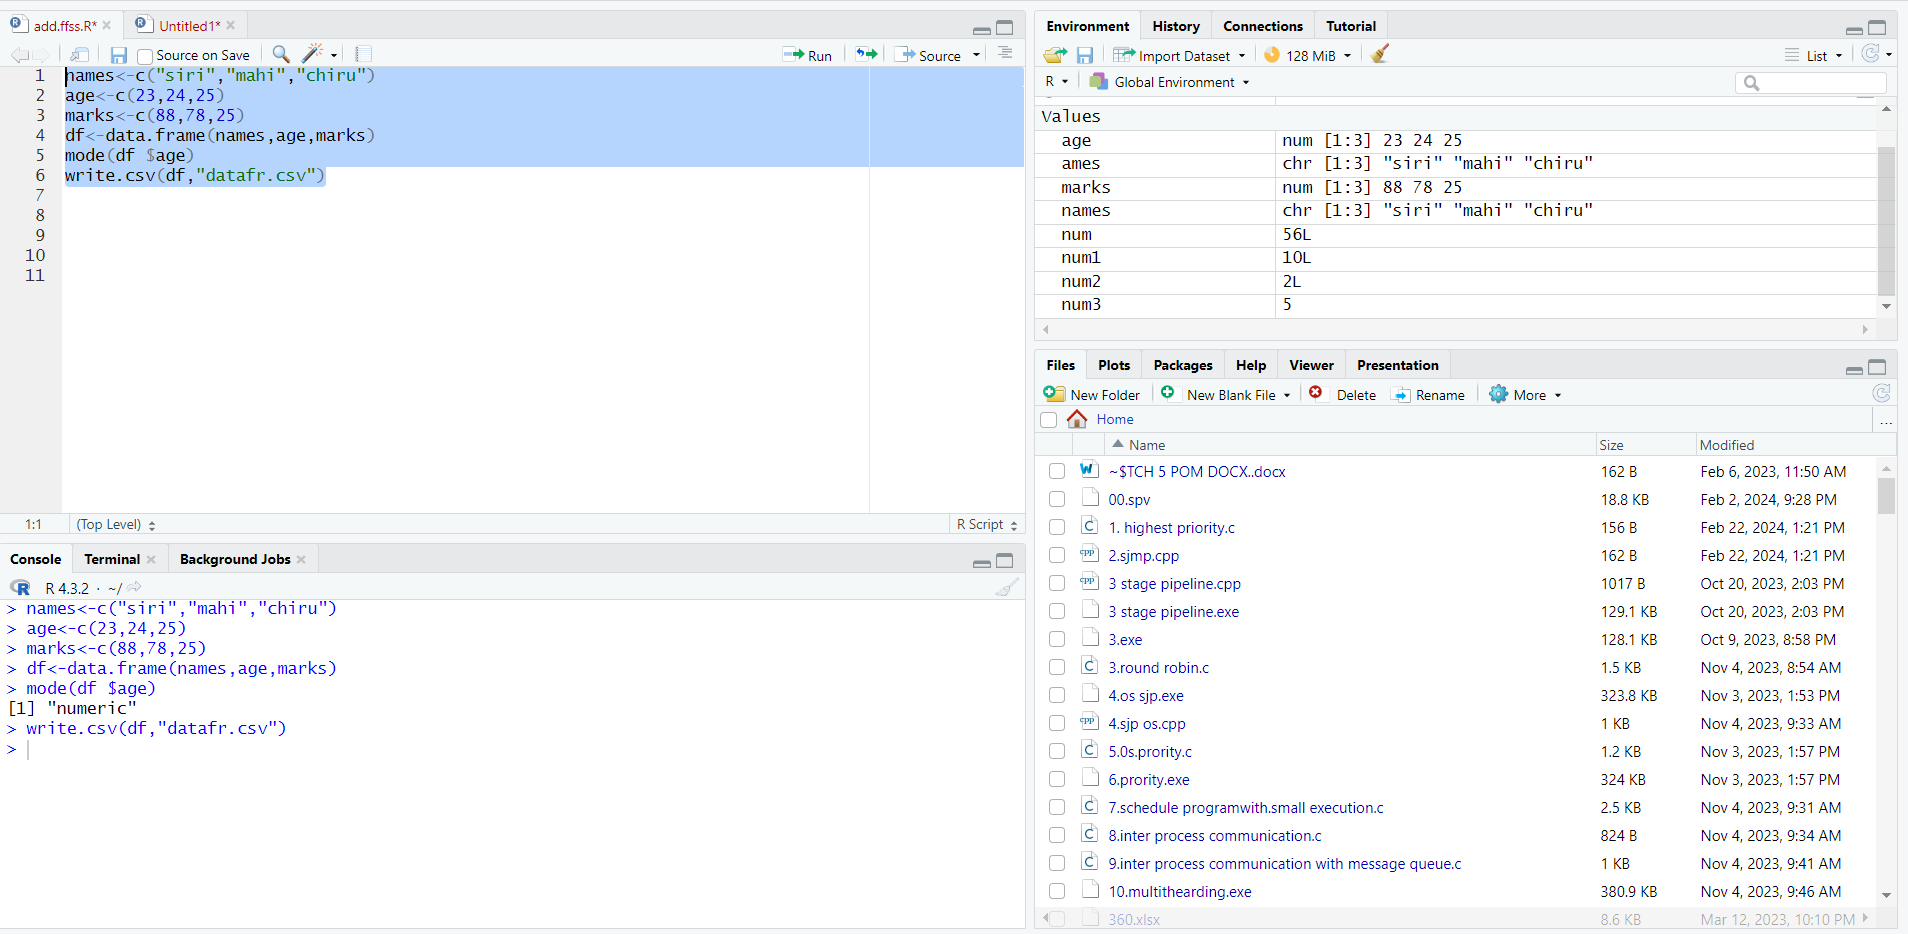 add.ffss.R*
Untitled1*
Source on Save
Run
Source
1 names<-c("siri","mahi","chiru")
2 age<-c(23,24,25)
3 marks<-c(88,78,25)
4 df<-data.frame(names,age,marks)
5 mode(df $age)
6 write.csv(df,"datafr.csv")
7
8
9
10
11
1:1 (Top Level) R Script
Console Terminal Background Jobs
R 4.3.2 · ~/
> names<-c("siri","mahi","chiru")
> age<-c(23,24,25)
> marks<-c(88,78,25)
> df<-data.frame(names,age,marks)
> mode(df $age)
[1] "numeric"
> write.csv(df,"datafr.csv")
>
Environment History Connections Tutorial
Import Dataset 128 MiB List
R Global Environment
Values
age num [1:3] 23 24 25
ames chr [1:3] "siri" "mahi" "chiru"
marks num [1:3] 88 78 25
names chr [1:3] "siri" "mahi" "chiru"
num 56L
num1 10L
num2 2L
num3 5
Files Plots Packages Help Viewer Presentation
New Folder New Blank File Delete Rename More
Home ...
Name Size Modified
~$TCH 5 POM DOCX..docx 162 B Feb 6, 2023, 11:50 AM
00.spv 18.8 KB Feb 2, 2024, 9:28 PM
1. highest priority.c 156 B Feb 22, 2024, 1:21 PM
2.sjmp.cpp 162 B Feb 22, 2024, 1:21 PM
3 stage pipeline.cpp 1017 B Oct 20, 2023, 2:03 PM
3 stage pipeline.exe 129.1 KB Oct 20, 2023, 2:03 PM
3.exe 128.1 KB Oct 9, 2023, 8:58 PM
3.round robin.c 1.5 KB Nov 4, 2023, 8:54 AM
4.os sjp.exe 323.8 KB Nov 3, 2023, 1:53 PM
4.sjp os.cpp 1 KB Nov 4, 2023, 9:33 AM
5.0s.prority.c 1.2 KB Nov 3, 2023, 1:57 PM
6.prority.exe 324 KB Nov 3, 2023, 1:57 PM
7.schedule programwith.small execution.c 2.5 KB Nov 4, 2023, 9:31 AM
8.inter process communication.c 824 B Nov 4, 2023, 9:34 AM
9.inter process communication with message queue.c 1 KB Nov 4, 2023, 9:41 AM
10.multithearding.exe 380.9 KB Nov 4, 2023, 9:46 AM
360.xlsx 8.6 KB Mar 12, 2023, 10:10 PM